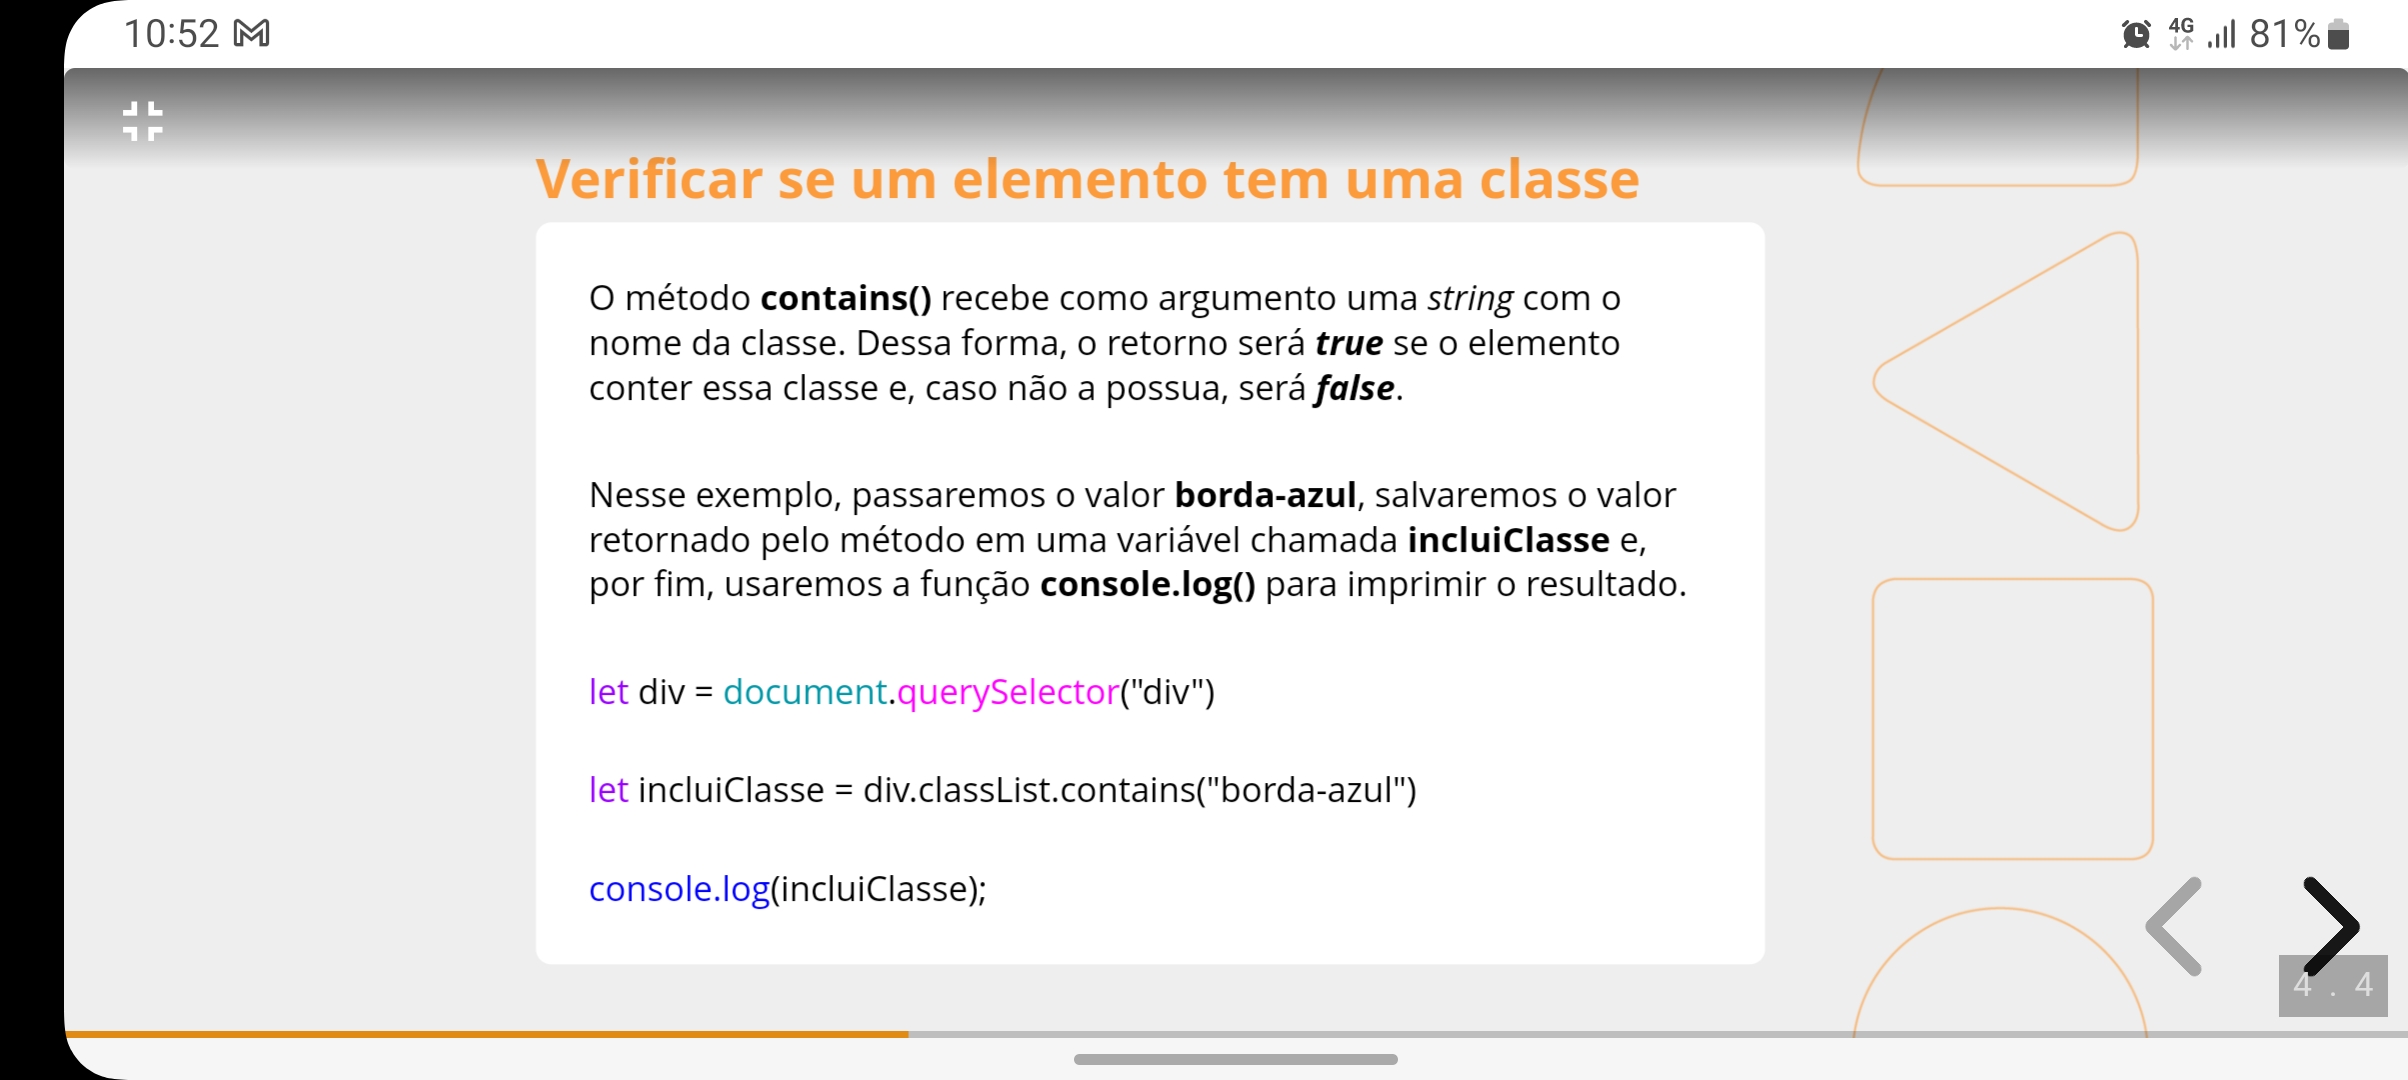 10:52
4G
81%
Verificar se um elemento tem uma classe
O método contains() recebe como argumento uma string com o
nome da classe. Dessa forma, o retorno será true se o elemento
conter essa classe e, caso não a possua, será false.
Nesse exemplo, passaremos o valor borda-azul, salvaremos o valor
retornado pelo método em uma variável chamada incluiClasse e,
por fim, usaremos a função console.log() para imprimir o resultado.
let div = document.querySelector("div")
let incluiClasse = div.classList.contains("borda-azul")
console.log(incluiClasse);
4 . 4